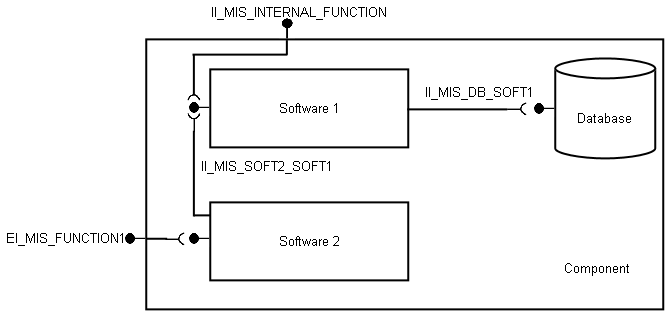 II_MIS_INTERNAL_FUNCTION
II_MIS_DB_SOFT1
Software 1
Database
II_MIS_SOFT2_SOFT1
EI_MIS_FUNCTION1
Software 2
Component